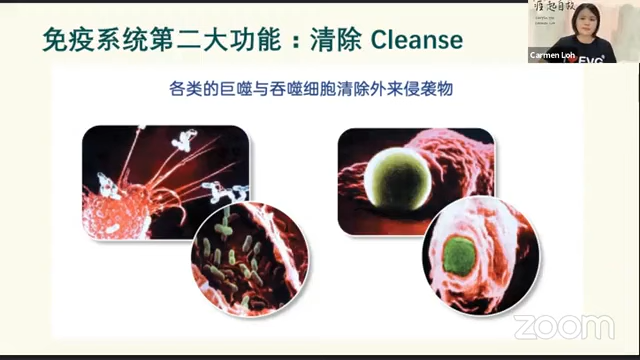 免疫系统第二大功能：清除 Cleanse
Carmen Loh
EVC
各类的巨噬与吞噬细胞清除外来侵袭物
zoom